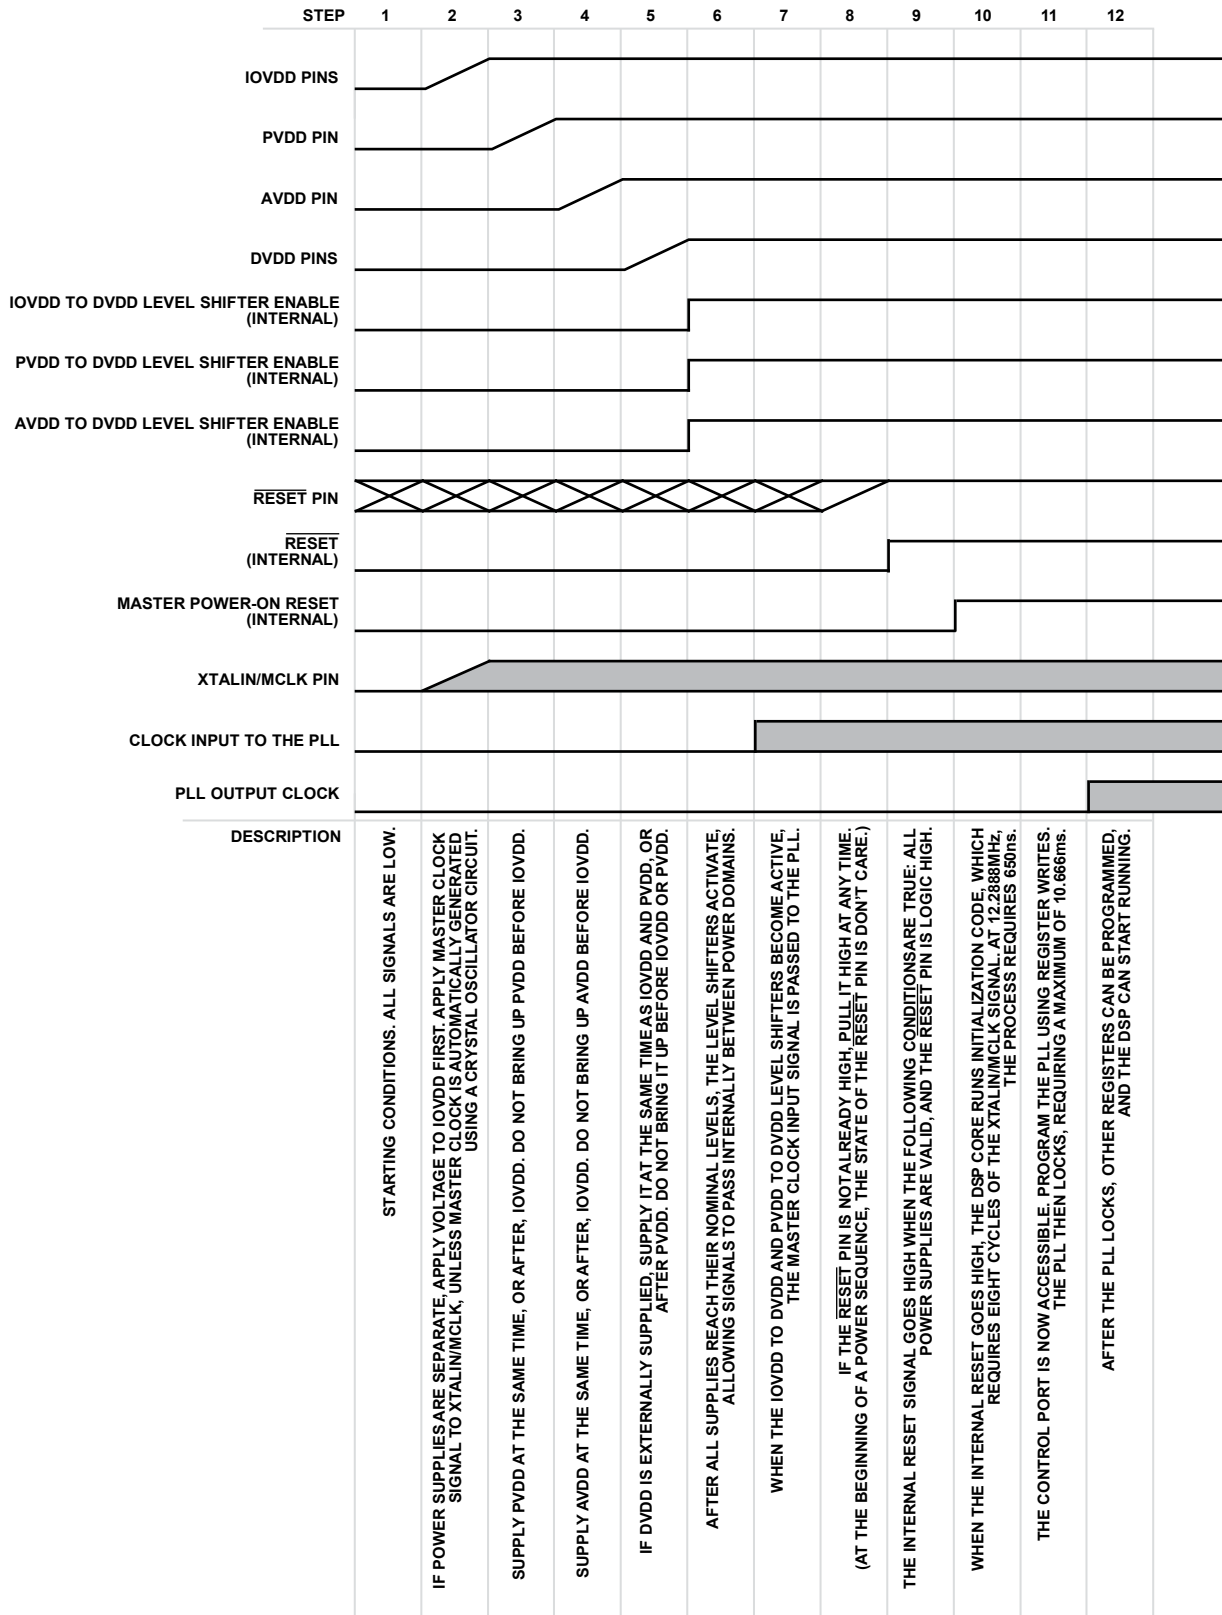 STEP 1 2 3 4 5 6 7 8 9 10 11 12
IOVDD PINS
PVDD PIN
AVDD PIN
DVDD PINS
IOVDD TO DVDD LEVEL SHIFTER ENABLE
(INTERNAL)
PVDD TO DVDD LEVEL SHIFTER ENABLE
(INTERNAL)
AVDD TO DVDD LEVEL SHIFTER ENABLE
(INTERNAL)
RESET PIN
RESET
(INTERNAL)
MASTER POWER-ON RESET
(INTERNAL)
XTALIN/MCLK PIN
CLOCK INPUT TO THE PLL
PLL OUTPUT CLOCK
DESCRIPTION
STARTING CONDITIONS. ALL SIGNALS ARE LOW.
IF POWER SUPPLIES ARE SEPARATE, APPLY VOLTAGE TO IOVDD FIRST. APPLY MASTER CLOCK
SIGNAL TO XTALIN/MCLK, UNLESS MASTER CLOCK IS AUTOMATICALLY GENERATED
USING A CRYSTAL OSCILLATOR CIRCUIT.
SUPPLY PVDD AT THE SAME TIME, OR AFTER, IOVDD. DO NOT BRING UP PVDD BEFORE IOVDD.
SUPPLY AVDD AT THE SAME TIME, OR AFTER, IOVDD. DO NOT BRING UP AVDD BEFORE IOVDD.
IF DVDD IS EXTERNALLY SUPPLIED, SUPPLY IT AT THE SAME TIME AS IOVDD AND PVDD, OR
AFTER PVDD. DO NOT BRING IT UP BEFORE IOVDD OR PVDD.
AFTER ALL SUPPLIES REACH THEIR NOMINAL LEVELS, THE LEVEL SHIFTERS ACTIVATE,
ALLOWING SIGNALS TO PASS INTERNALLY BETWEEN POWER DOMAINS.
WHEN THE IOVDD TO DVDD AND PVDD TO DVDD LEVEL SHIFTERS BECOME ACTIVE,
THE MASTER CLOCK INPUT SIGNAL IS PASSED TO THE PLL.
IF THE RESET PIN IS NOT ALREADY HIGH, PULL IT HIGH AT ANY TIME.
(AT THE BEGINNING OF A POWER SEQUENCE, THE STATE OF THE RESET PIN IS DON'T CARE.)
THE INTERNAL RESET SIGNAL GOES HIGH WHEN THE FOLLOWING CONDITIONSARE TRUE: ALL
POWER SUPPLIES ARE VALID, AND THE RESET PIN IS LOGIC HIGH.
WHEN THE INTERNAL RESET GOES HIGH, THE DSP CORE RUNS INITIALIZATION CODE, WHICH
REQUIRES EIGHT CYCLES OF THE XTALIN/MCLK SIGNAL. AT 12.2888MHz,
THE PROCESS REQUIRES 650ns.
THE CONTROL PORT IS NOW ACCESSIBLE. PROGRAM THE PLL USING REGISTER WRITES.
THE PLL THEN LOCKS, REQUIRING A MAXIMUM OF 10.666ms.
AFTER THE PLL LOCKS, OTHER REGISTERS CAN BE PROGRAMMED,
AND THE DSP CAN START RUNNING.